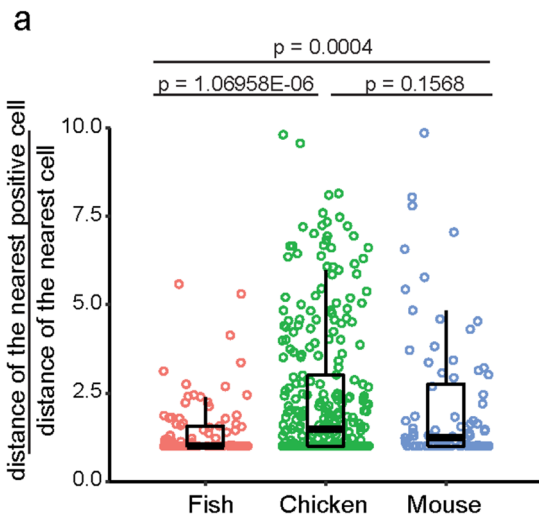 a
p = 0.0004
p = 1.06958E-06 p = 0.1568
distance of the nearest positive cell
distance of the nearest cell
10.0
7.5
5.0
2.5
0.0
Fish Chicken Mouse